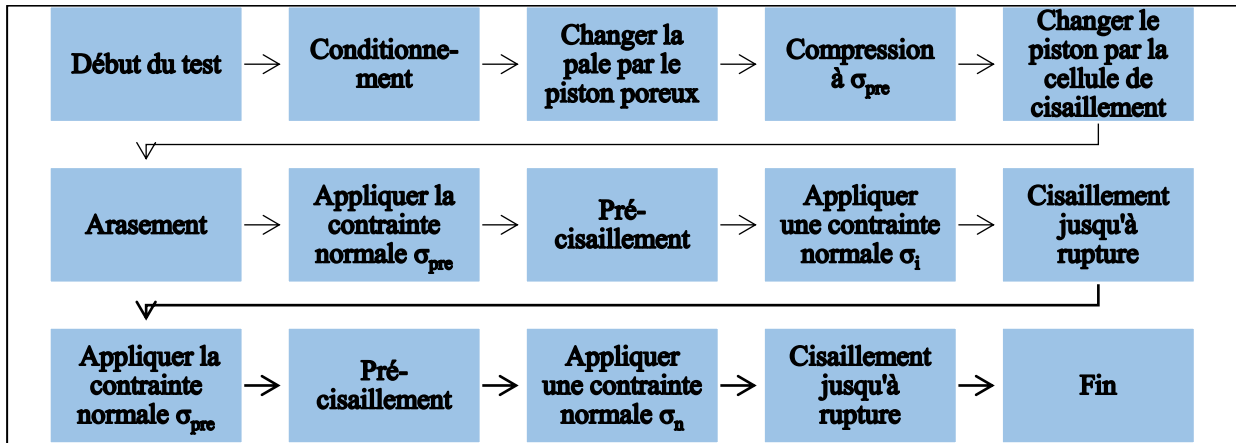 Début du test
Conditionne-
ment
Changer la
pale par le
piston poreux
Compression
à σpre
Changer le
piston par la
cellule de
cisaillement
Arasement
Appliquer la
contrainte
normale σpre
Pré-
cisaillement
Appliquer
une contrainte
normale σi
Cisaillement
jusqu'à
rupture
Appliquer la
contrainte
normale σpre
Pré-
cisaillement
Appliquer
une contrainte
normale σn
Cisaillement
jusqu'à
rupture
Fin